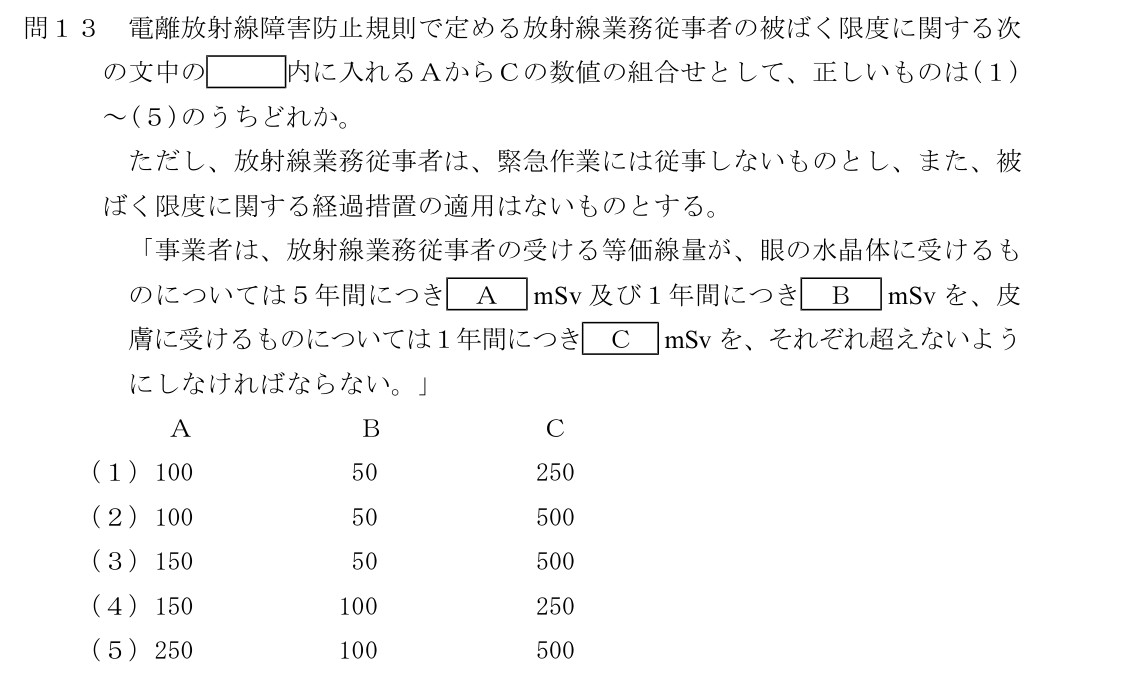 問１３　電離放射線障害防止規則で定める放射線業務従事者の被ばく限度に関する次
の文中の　　　内に入れるＡからＣの数値の組合せとして、正しいものは(１)
～(５)のうちどれか。
ただし、放射線業務従事者は、緊急作業には従事しないものとし、また、被
ばく限度に関する経過措置の適用はないものとする。
「事業者は、放射線業務従事者の受ける等価線量が、眼の水晶体に受けるも
のについては５年間につき　Ａ　mSv 及び１年間につき　Ｂ　mSv を、皮
膚に受けるものについては１年間につき　Ｃ　mSv を、それぞれ超えないよう
にしなければならない。」
Ａ　Ｂ　Ｃ
(１) 100　50　250
(２) 100　50　500
(３) 150　50　500
(４) 150　100　250
(５) 250　100　500